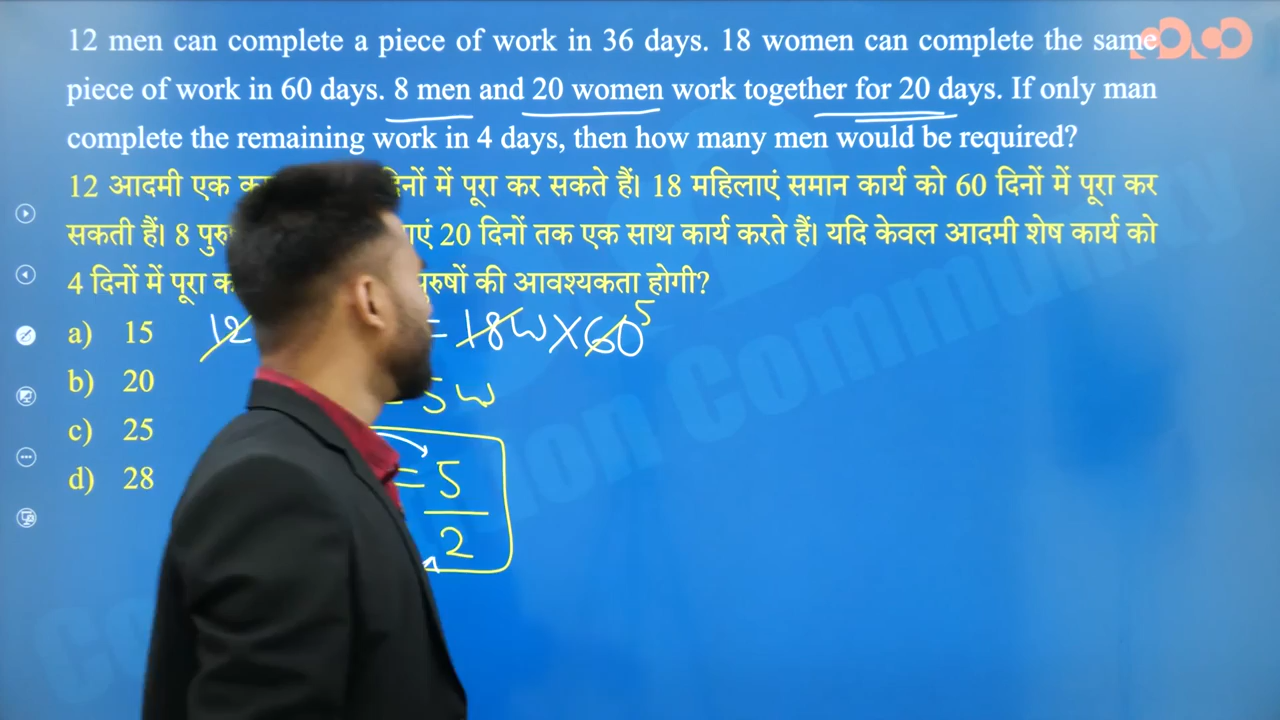 12 men can complete a piece of work in 36 days. 18 women can complete the same
piece of work in 60 days. 8 men and 20 women work together for 20 days. If only man
complete the remaining work in 4 days, then how many men would be required?
12 आदमी एक दिनों में पूरा कर सकते हैं। 18 महिलाएं समान कार्य को 60 दिनों में पूरा कर
सकती हैं। 8 20 दिनों तक एक साथ कार्य करते हैं। यदि केवल आदमी शेष कार्य को
4 दिनों में पूरा की आवश्यकता होगी?
a) 15
b) 20
c) 25
d) 28
12 = 18W×60 5
= 5W
= 5
2
Community